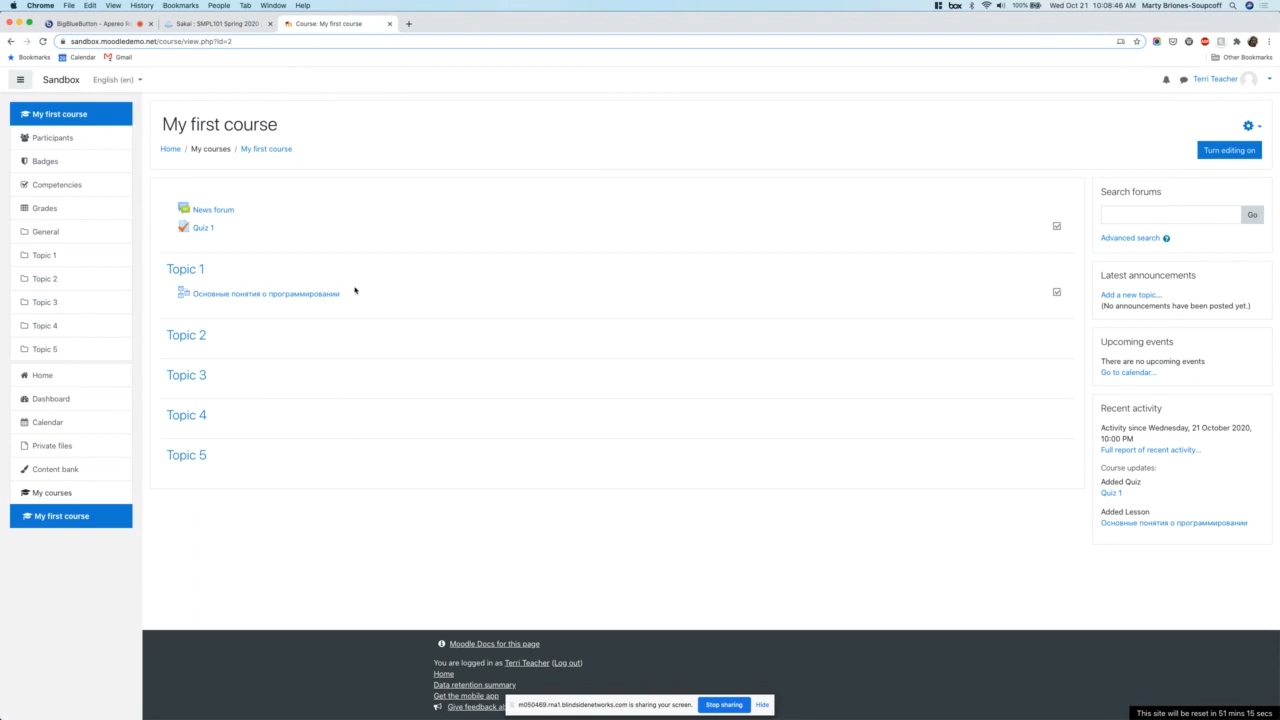 Chrome File Edit View History Bookmarks People Tab Window Help
box 100% Wed Oct 21 10:08:46 AM Marty Briones-Soupcoff
BigBlueButton - Apereo R
Sakai : SMPL101 Spring 2020
Course: My first course
sandbox.moodledemo.net/course/view.php?id=2
Bookmarks Calendar Gmail Other Bookmarks
Sandbox English (en) Terri Teacher
My first course
Participants
Badges
Competencies
Grades
General
Topic 1
Topic 2
Topic 3
Topic 4
Topic 5
Home
Dashboard
Calendar
Private files
Content bank
My courses
My first course
My first course
Home / My courses / My first course
Turn editing on
News forum
Quiz 1
Topic 1
Основные понятия о программировании
Topic 2
Topic 3
Topic 4
Topic 5
Search forums
Go
Advanced search
Latest announcements
Add a new topic...
(No announcements have been posted yet.)
Upcoming events
There are no upcoming events
Go to calendar...
Recent activity
Activity since Wednesday, 21 October 2020,
10:00 PM
Full report of recent activity...
Course updates:
Added Quiz
Quiz 1
Added Lesson
Основные понятия о программировании
Moodle Docs for this page
You are logged in as Terri Teacher (Log out)
Home
Data retention summary
Get the mobile app
Give feedback
m050469.rna1.blindsidenetworks.com is sharing your screen. Stop sharing Hide
This site will be reset in 51 mins 15 secs